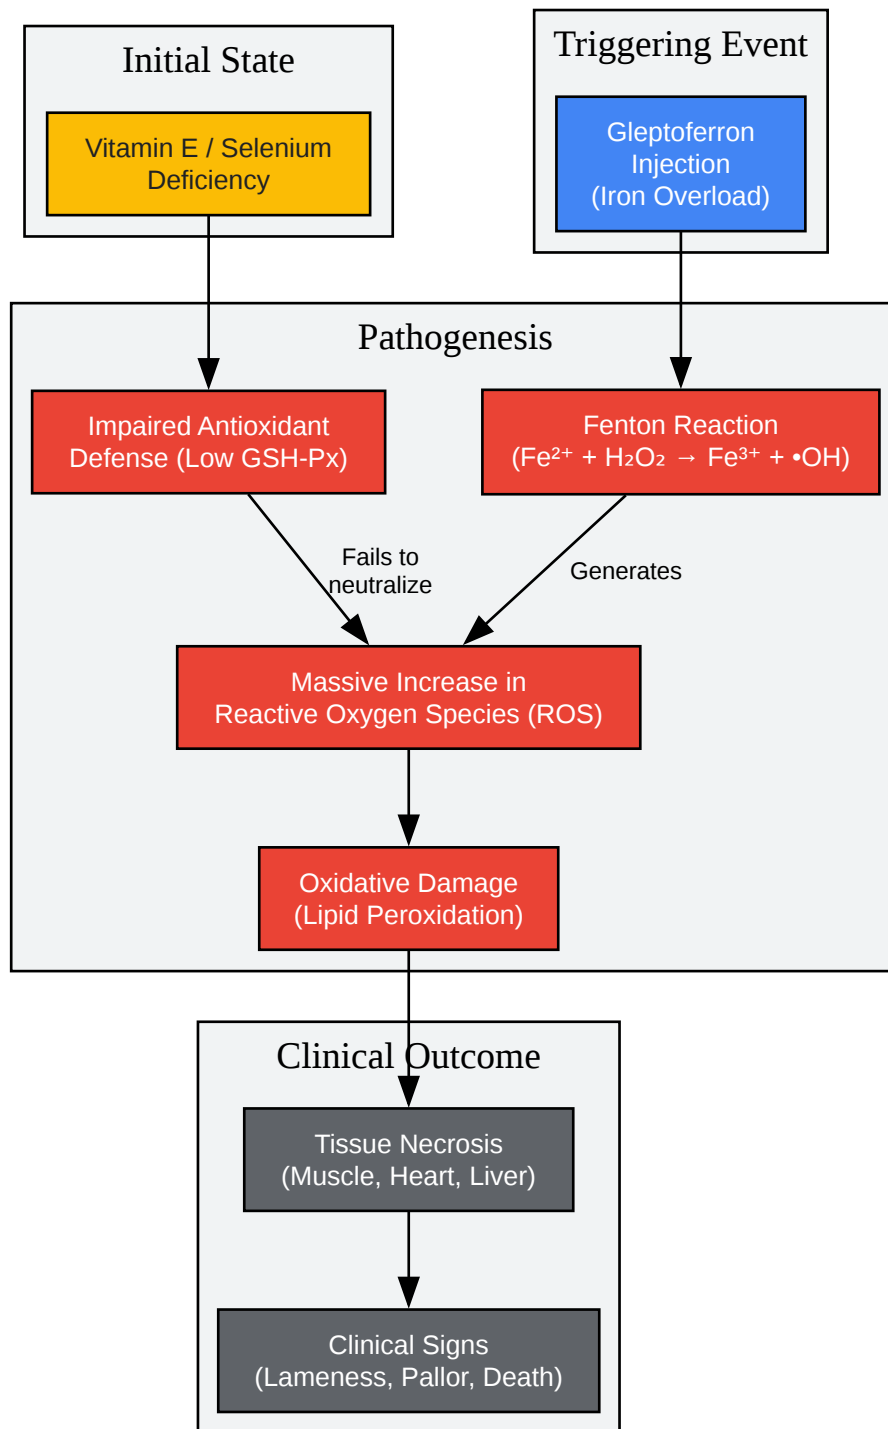 Initial State
Vitamin E / Selenium
Deficiency
Triggering Event
Gleptoferron
Injection
(Iron Overload)
Pathogenesis
Impaired Antioxidant
Defense (Low GSH-Px)
Fenton Reaction
(Fe²⁺ + H₂O₂ → Fe³⁺ + •OH)
Fails to
neutralize
Generates
Massive Increase in
Reactive Oxygen Species (ROS)
Oxidative Damage
(Lipid Peroxidation)
Clinical Outcome
Tissue Necrosis
(Muscle, Heart, Liver)
Clinical Signs
(Lameness, Pallor, Death)